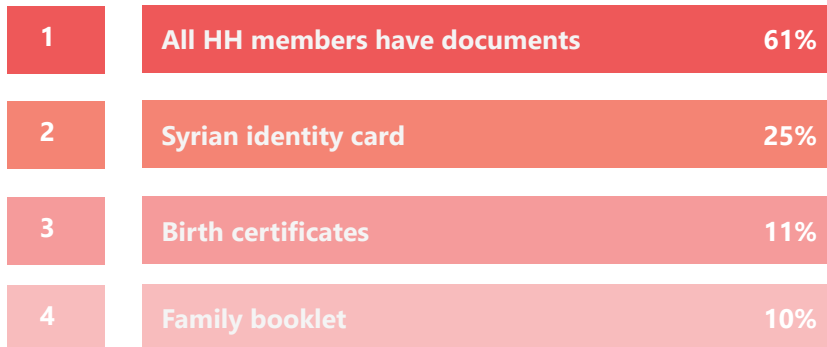 1 All HH members have documents 61%
2 Syrian identity card 25%
3 Birth certificates 11%
4 Family booklet 10%